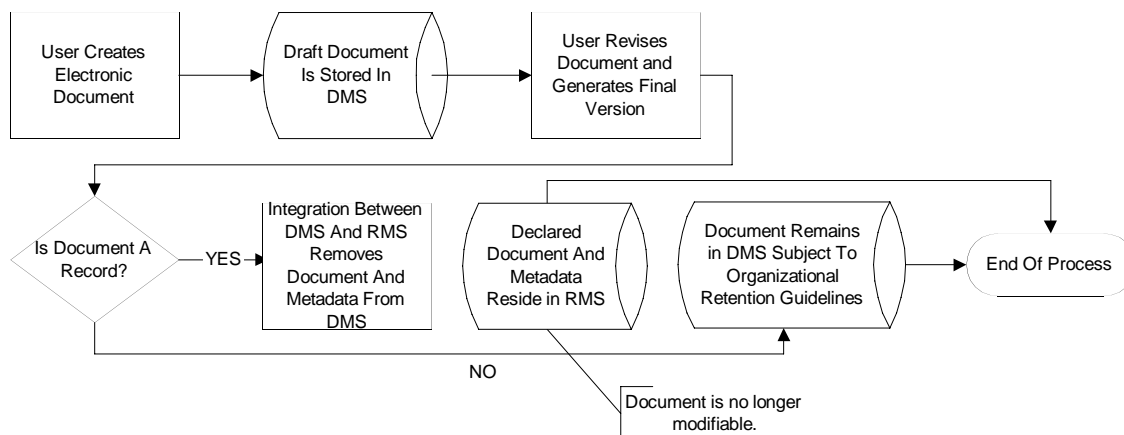 User Creates
Electronic
Document
Draft Document
Is Stored In
DMS
User Revises
Document and
Generates Final
Version
Is Document A
Record?
YES
Integration Between
DMS And RMS
Removes
Document And
Metadata From
DMS
Declared
Document And
Metadata
Reside in RMS
Document Remains
in DMS Subject To
Organizational
Retention Guidelines
End Of Process
NO
Document is no longer
modifiable.